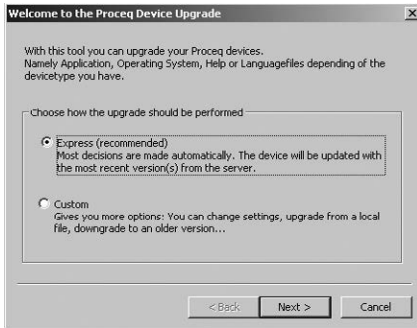 Welcome to the Proceq Device Upgrade
With this tool you can upgrade your Proceq devices.
Namely Application, Operating System, Help or Languagefiles depending of the
devicetype you have.
Choose how the upgrade should be performed
Express (recommended)
Most decisions are made automatically. The device will be updated with
the most recent version(s) from the server.
Custom
Gives you more options: You can change settings, upgrade from a local
file, downgrade to an older version...
< Back
Next >
Cancel